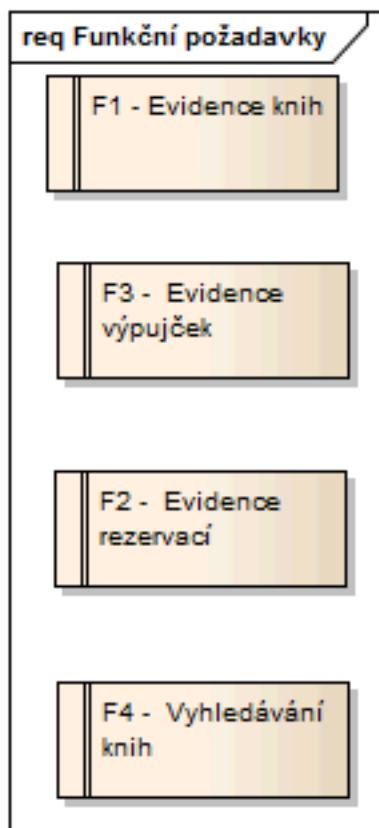 req Funkční požadavky
F1 - Evidence knih
F3 - Evidence
výpujček
F2 - Evidence
rezervací
F4 - Vyhledávání
knih